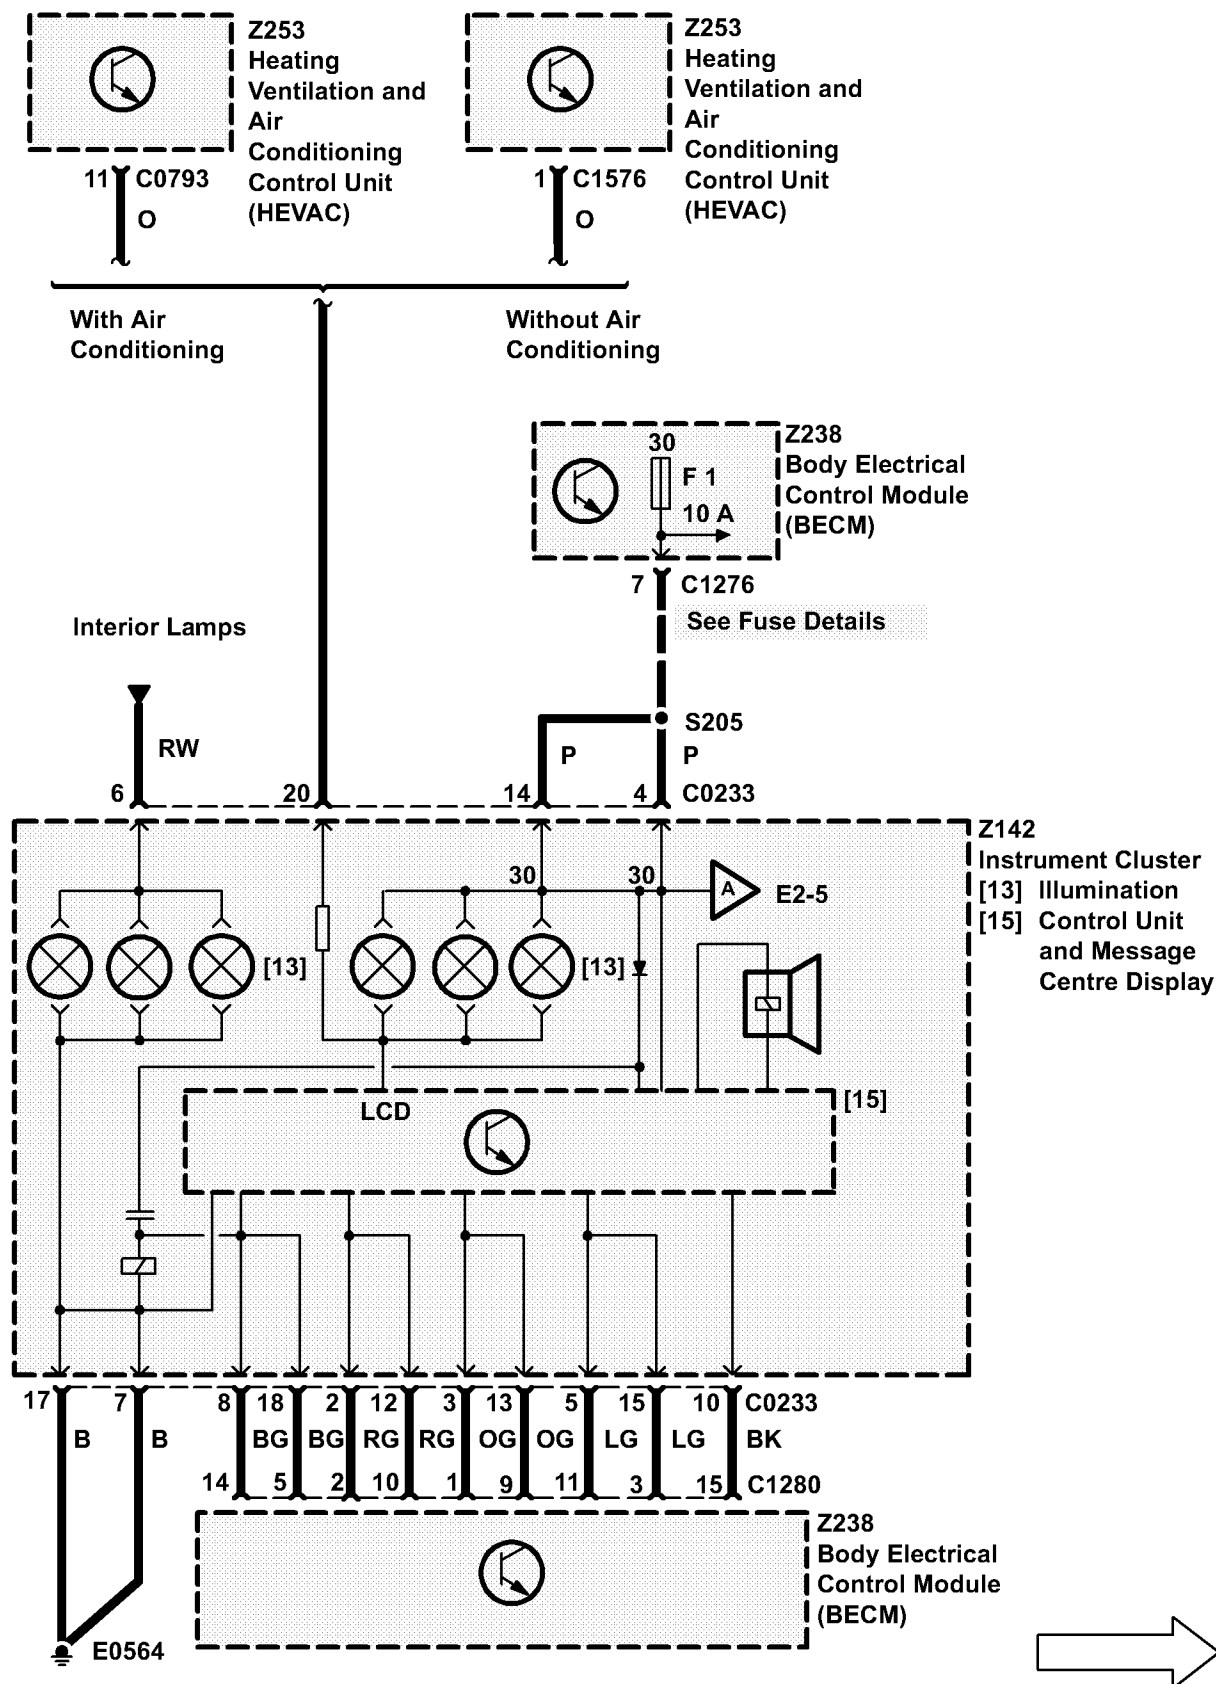 Z253
Heating
Ventilation and
Air
Conditioning
Control Unit
(HEVAC)
11 C0793
O
Z253
Heating
Ventilation and
Air
Conditioning
Control Unit
(HEVAC)
1 C1576
O
With Air
Conditioning
Without Air
Conditioning
30
F 1
10 A
Z238
Body Electrical
Control Module
(BECM)
7 C1276
See Fuse Details
Interior Lamps
RW
S205
P P
6 20 14 4 C0233
Z142
Instrument Cluster
[13] Illumination
[15] Control Unit
and Message
Centre Display
30 30 A E2-5
[13] [13]
LCD
[15]
17 7 8 18 2 12 3 13 5 15 10 C0233
B B BG BG RG RG OG OG LG LG BK
14 5 2 10 1 9 11 3 15 C1280
Z238
Body Electrical
Control Module
(BECM)
E0564